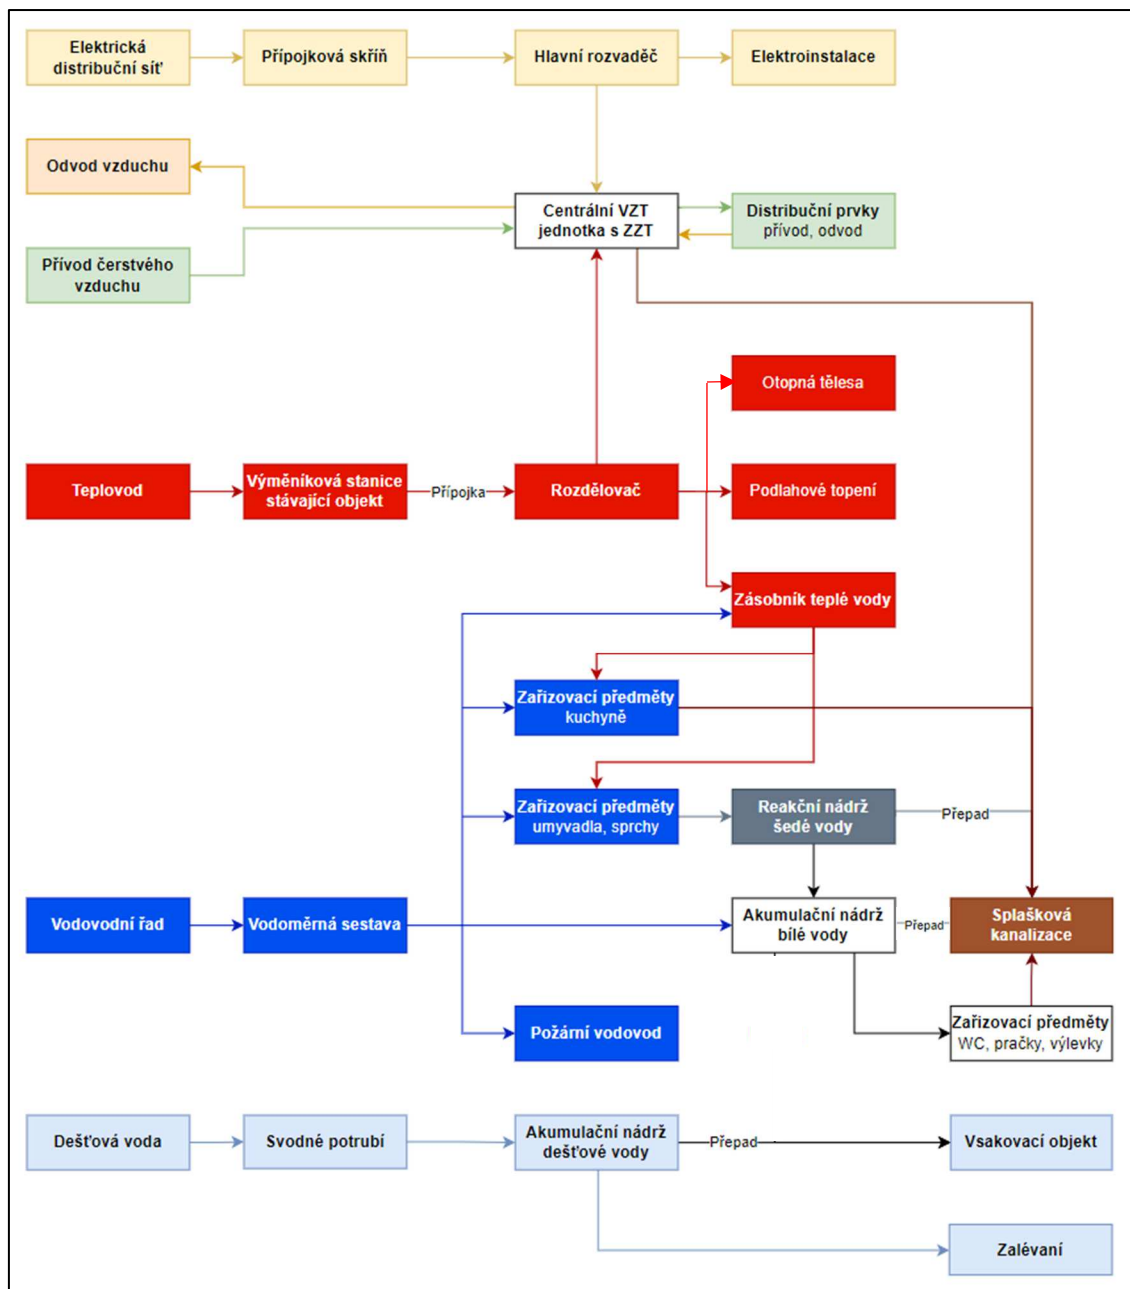 Elektrická
distribuční síť
Přípojková skříň
Hlavní rozvaděč
Elektroinstalace
Odvod vzduchu
Centrální VZT
jednotka s ZZT
Distribuční prvky
přívod, odvod
Přívod čerstvého
vzduchu
Otopná tělesa
Teplovod
Výměníková stanice
stávající objekt
Přípojka
Rozdělovač
Podlahové topení
Zásobník teplé vody
Zařizovací předměty
kuchyně
Zařizovací předměty
umyvadla, sprchy
Reakční nádrž
šedé vody
Přepad
Vodovodní řad
Vodoměrná sestava
Akumulační nádrž
bílé vody
Přepad
Splašková
kanalizace
Požární vodovod
Zařizovací předměty
WC, pračky, výlevky
Dešťová voda
Svodné potrubí
Akumulační nádrž
dešťové vody
Přepad
Vsakovací objekt
Zalévaní